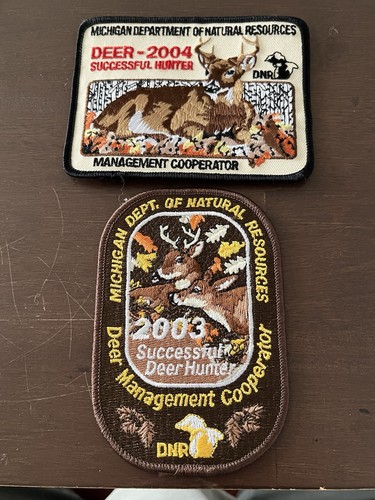 MICHIGAN DEPARTMENT OF NATURAL RESOURCES
DEER - 2004
SUCCESSFUL HUNTER
DNR
MANAGEMENT COOPERATOR
MICHIGAN DEPT. OF NATURAL RESOURCES
2003
Successful
Deer Hunter
Deer Management Cooperator
DNR